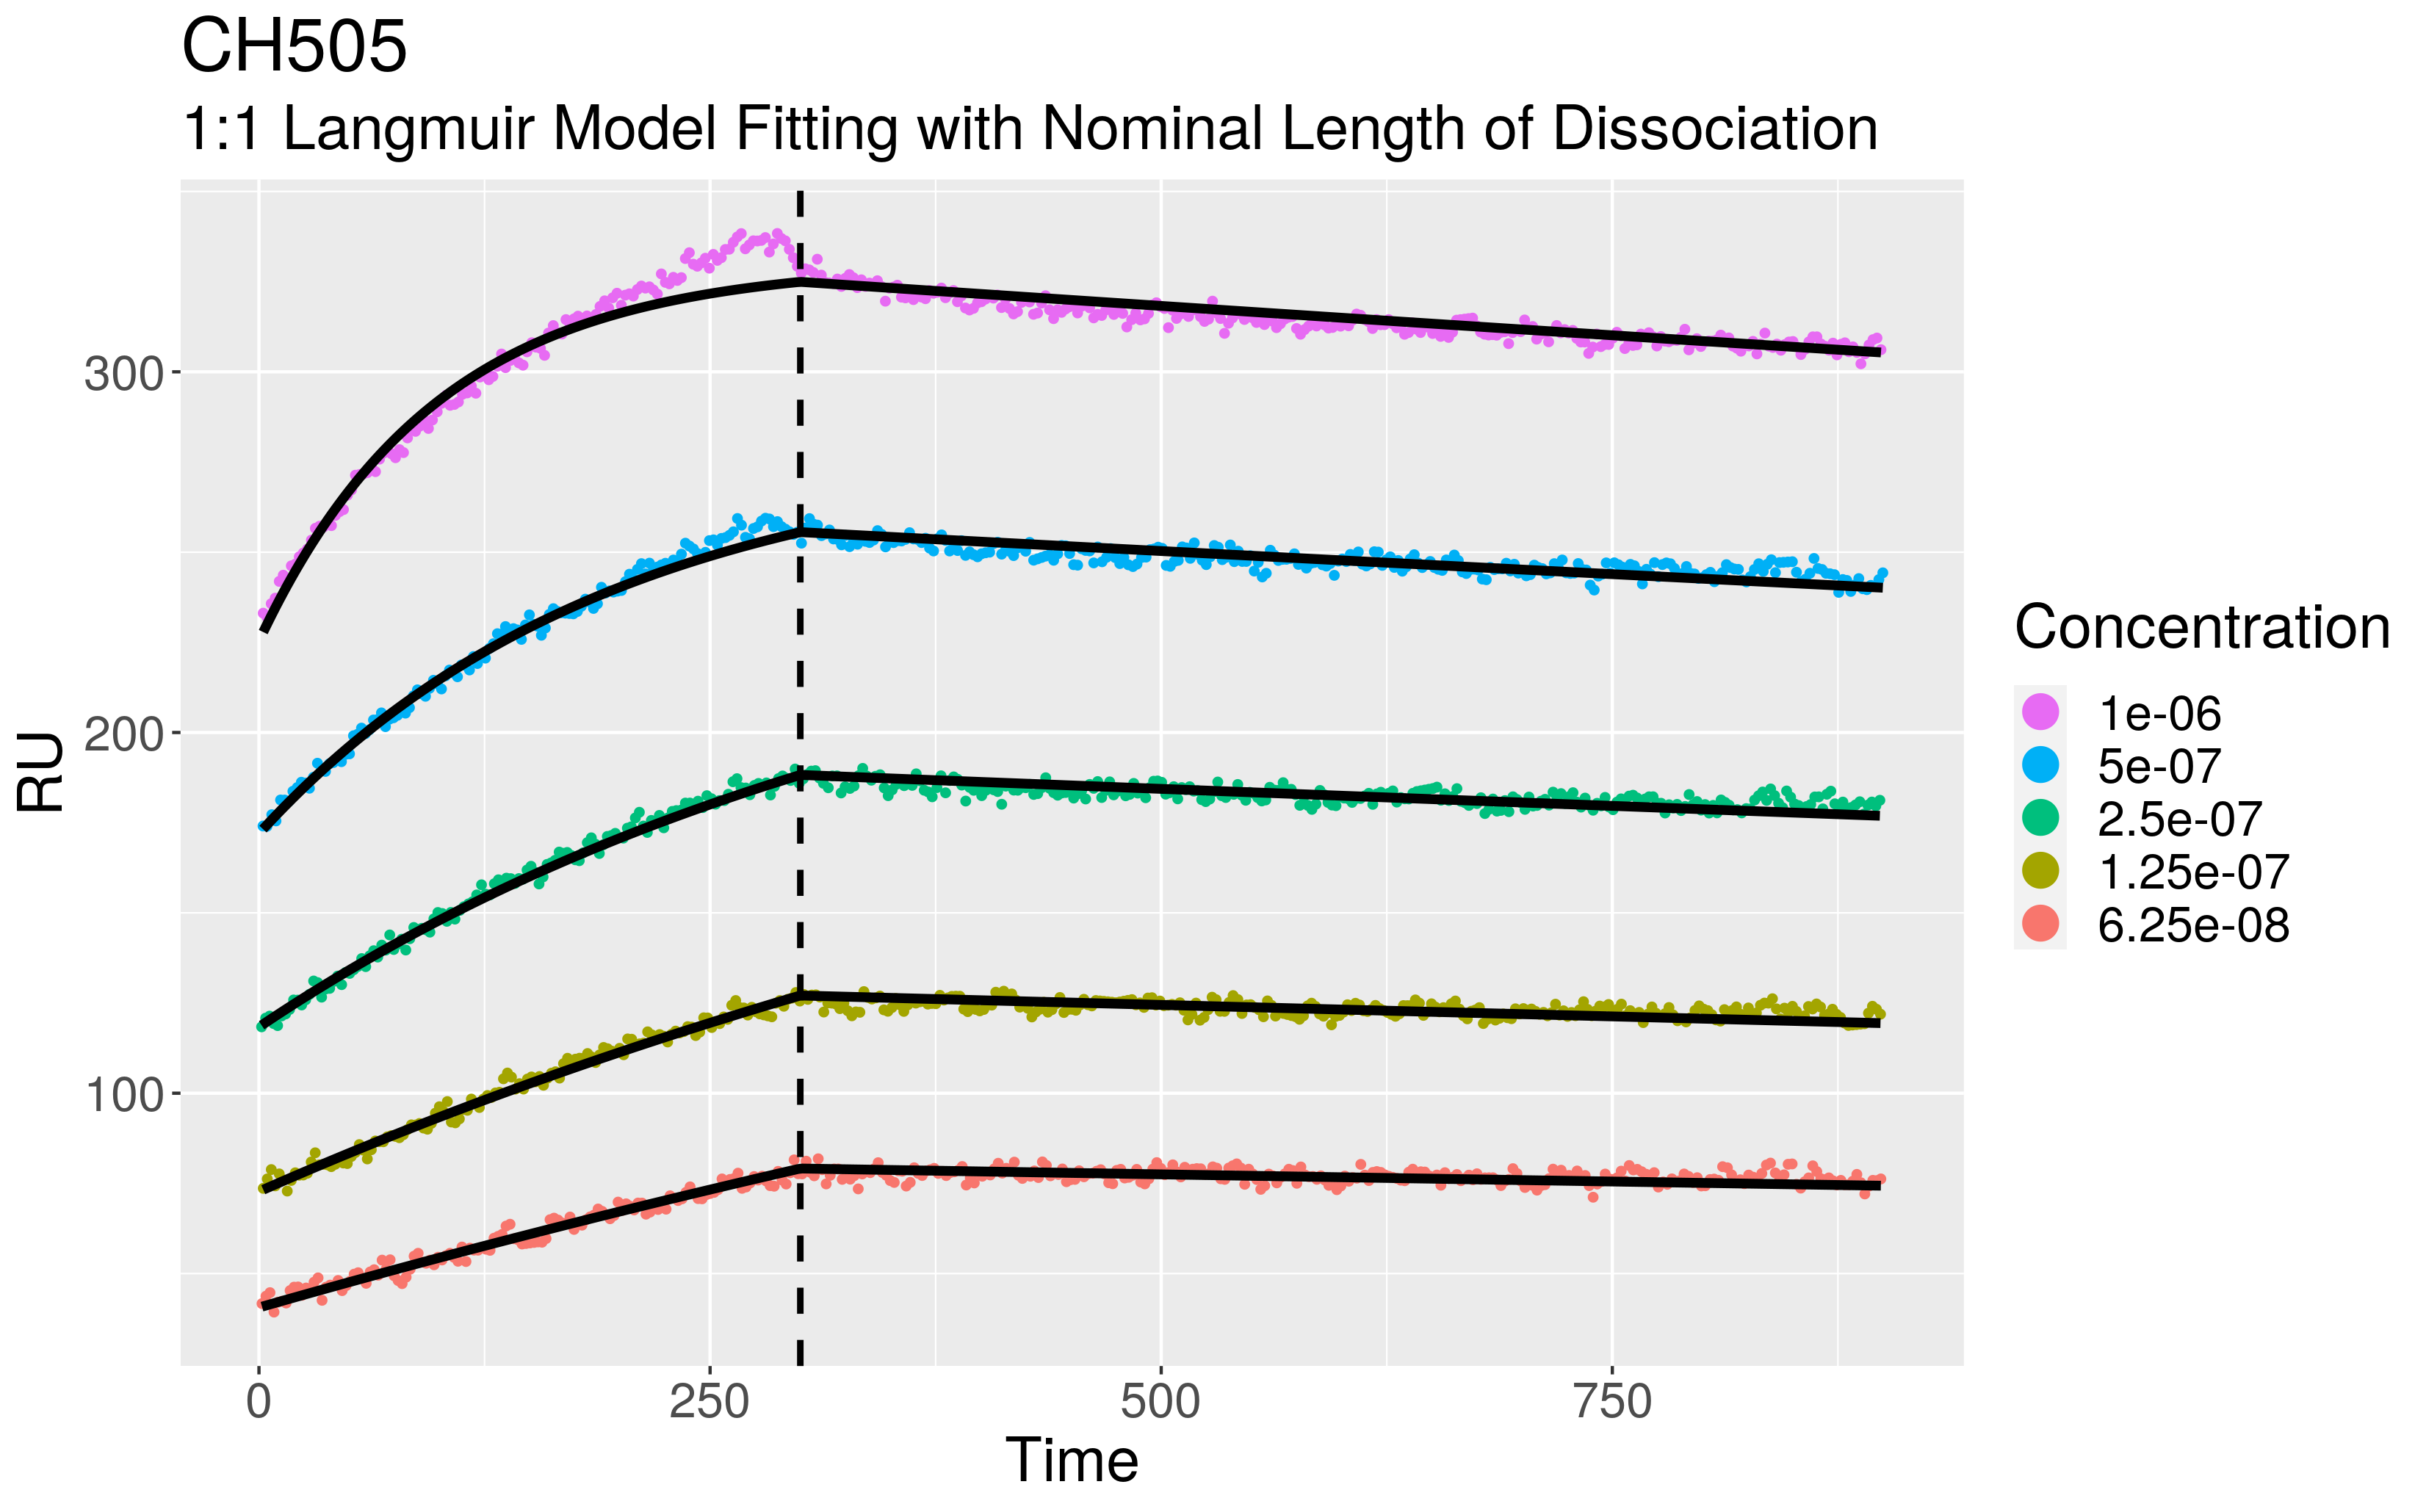 CH505
1:1 Langmuir Model Fitting with Nominal Length of Dissociation
RU
300
200
100
0
250
500
750
Time
Concentration
1e-06
5e-07
2.5e-07
1.25e-07
6.25e-08